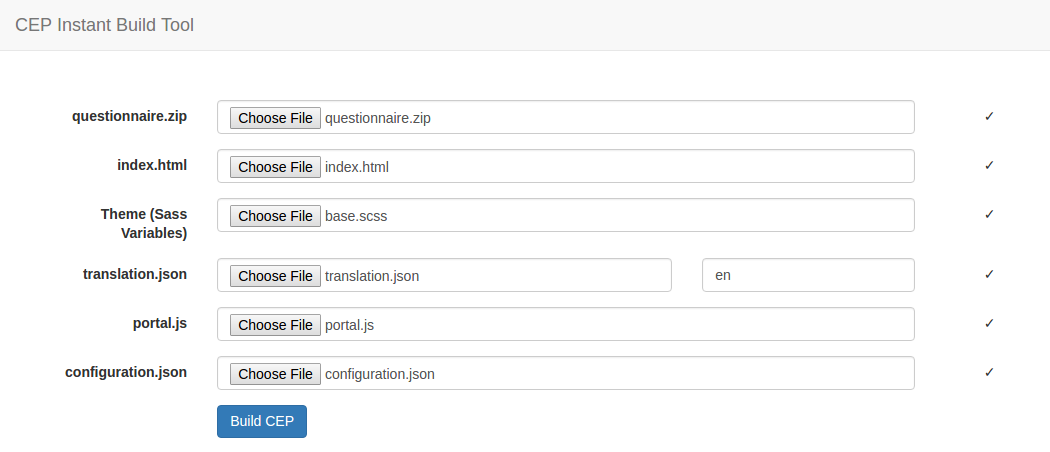 CEP Instant Build Tool
questionnaire.zip Choose File questionnaire.zip ✓
index.html Choose File index.html ✓
Theme (Sass
Variables) Choose File base.scss ✓
translation.json Choose File translation.json en ✓
portal.js Choose File portal.js ✓
configuration.json Choose File configuration.json ✓
Build CEP